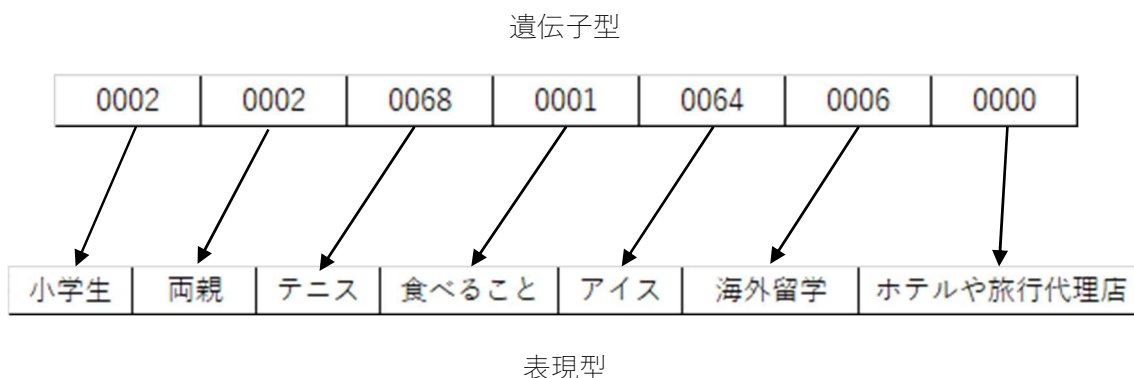 遺伝子型
0002 0002 0068 0001 0064 0006 0000
小学生 両親 テニス 食べること アイス 海外留学 ホテルや旅行代理店
表現型